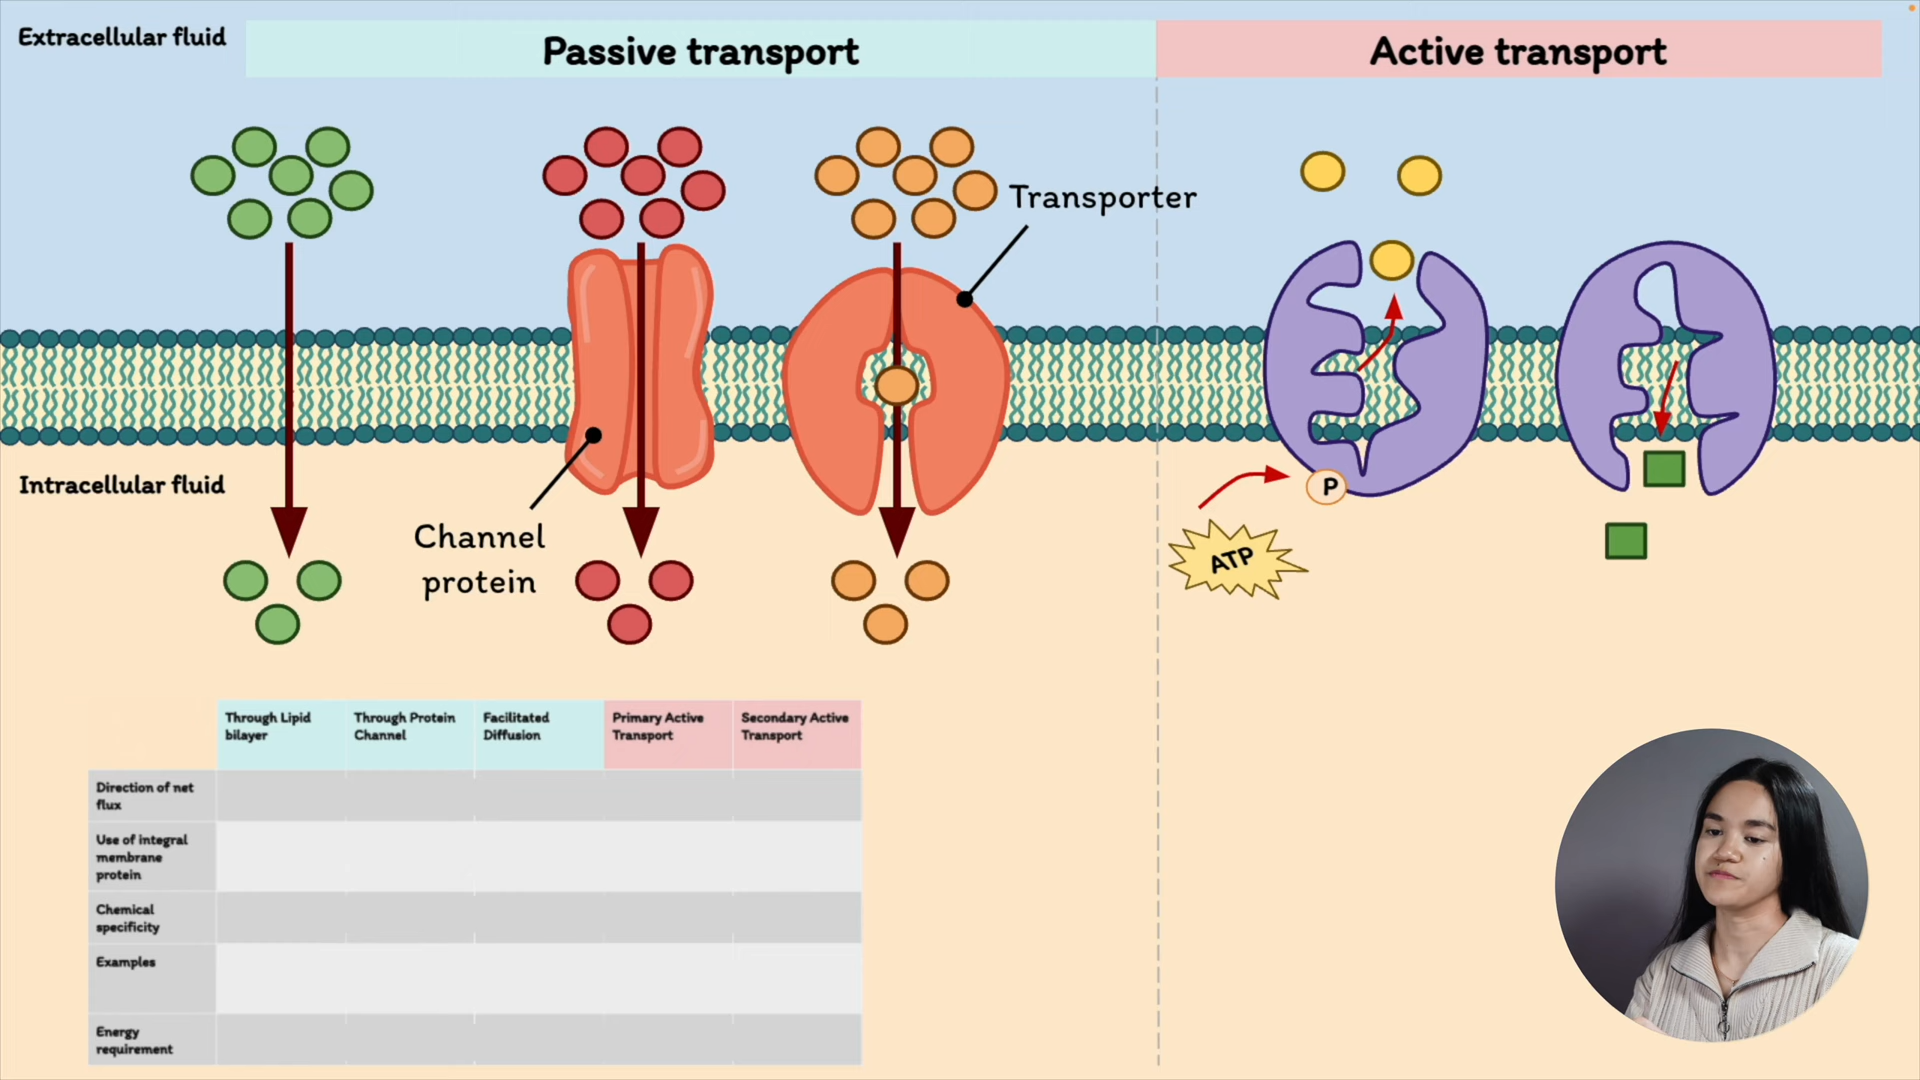 Extracellular fluid
Passive transport
Active transport
Transporter
Intracellular fluid
Channel
protein
P
ATP
Through Lipid
bilayer
Through Protein
Channel
Facilitated
Diffusion
Primary Active
Transport
Secondary Active
Transport
Direction of net
flux
Use of integral
membrane
protein
Chemical
specificity
Examples
Energy
requirement